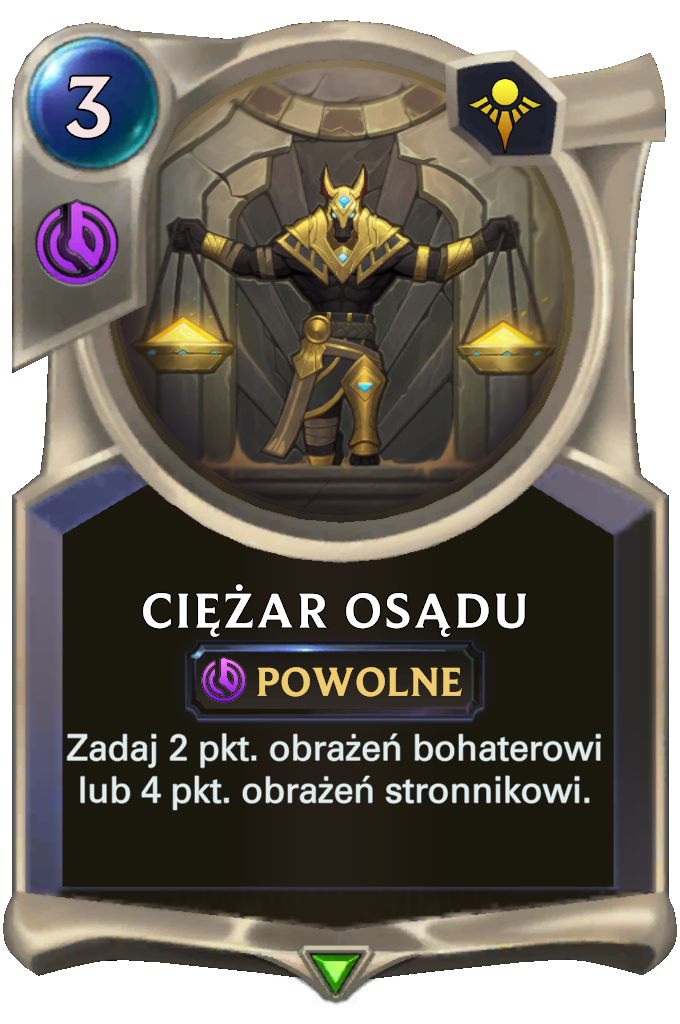 3
CIĘŻAR OSĄDU
POWOLNE
Zadaj 2 pkt. obrażeń bohaterowi
lub 4 pkt. obrażeń stronnikowi.